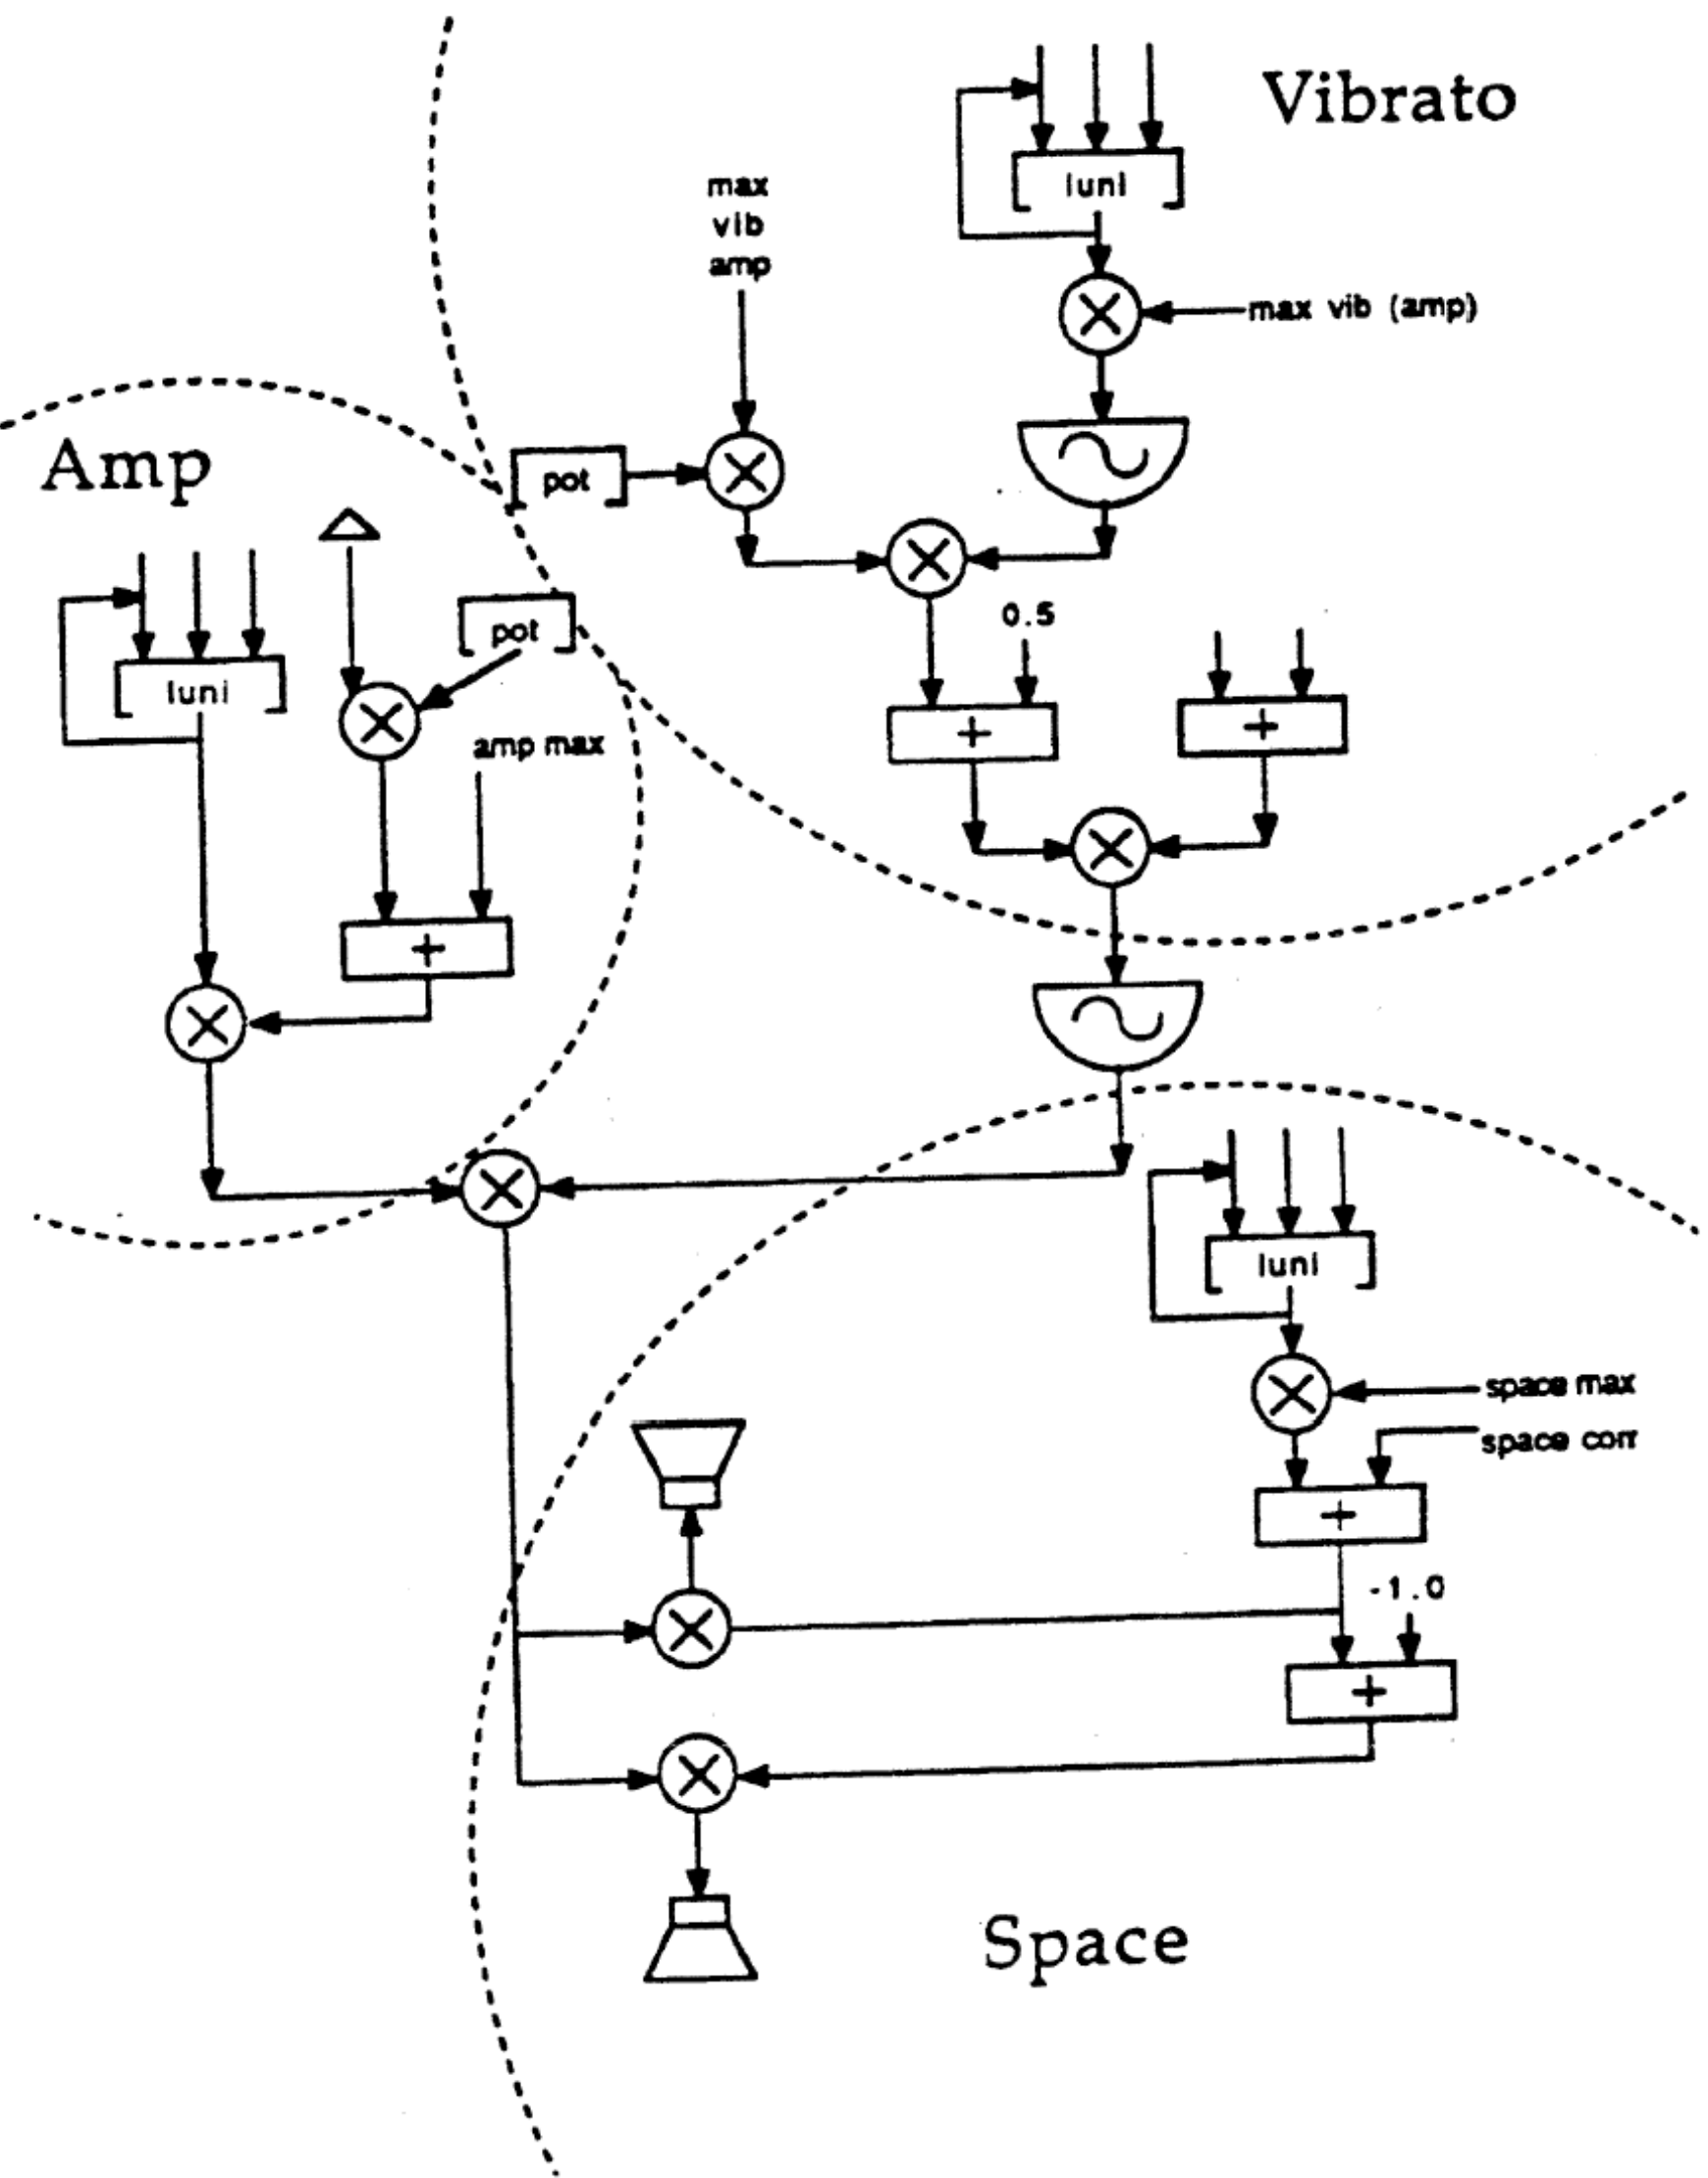 Vibrato
luni
max
vib
amp
max vib (amp)
Amp
pot
pot
0.5
luni
+
+
amp max
+
luni
space max
space corr
+
-1.0
+
Space